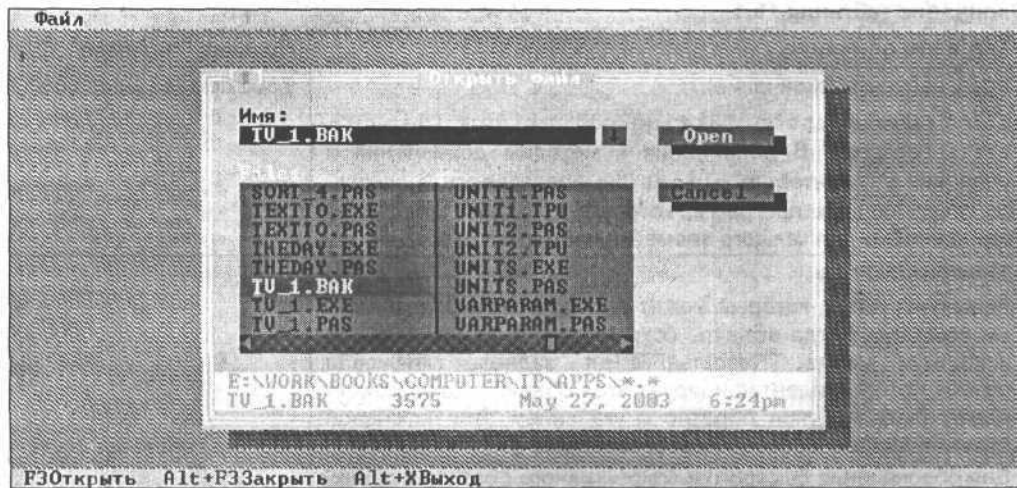 Файл
Открыть файл
Имя:
TV_1.BAK
Open
Files
SORT_4.PAS UNIT1.PAS
TEXTIO.EXE UNIT1.TPU
TEXTIO.PAS UNIT2.PAS
THEDAY.EXE UNIT2.TPU
THEDAY.PAS UNITS.EXE
TV_1.BAK UNITS.PAS
TV_1.EXE VARPARAM.EXE
TV_1.PAS VARPARAM.PAS
Cancel
E:\WORK\BOOKS\COMPUTER\IP\APPS\*.*
TV_1.BAK 3575 May 27, 2003 6:24pm
F3Открыть Alt+F3Закрыть Alt+XВыход